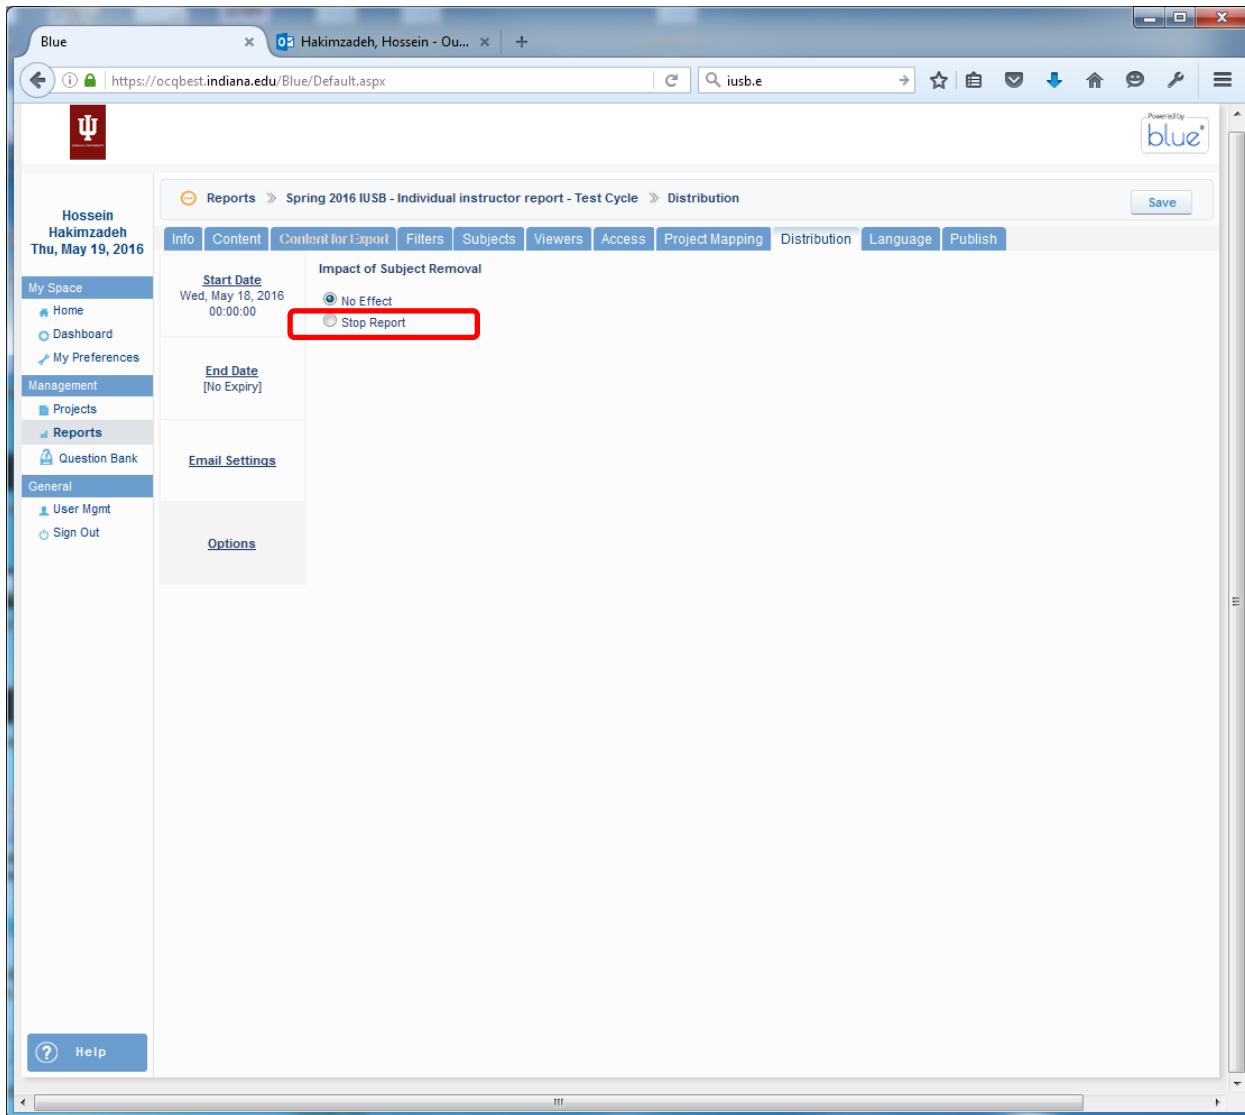 Blue
Hakimzadeh, Hossein - Ou...
https://ocqbest.indiana.edu/Blue/Default.aspx
iusb.e
Powered by
blue
Hossein
Hakimzadeh
Thu, May 19, 2016
Reports » Spring 2016 IUSB - Individual instructor report - Test Cycle » Distribution
Save
Info Content Content for Export Filters Subjects Viewers Access Project Mapping Distribution Language Publish
My Space
Home
Dashboard
My Preferences
Management
Projects
Reports
Question Bank
General
User Mgmt
Sign Out
Start Date
Wed, May 18, 2016
00:00:00
End Date
[No Expiry]
Email Settings
Options
Impact of Subject Removal
No Effect
Stop Report
? Help